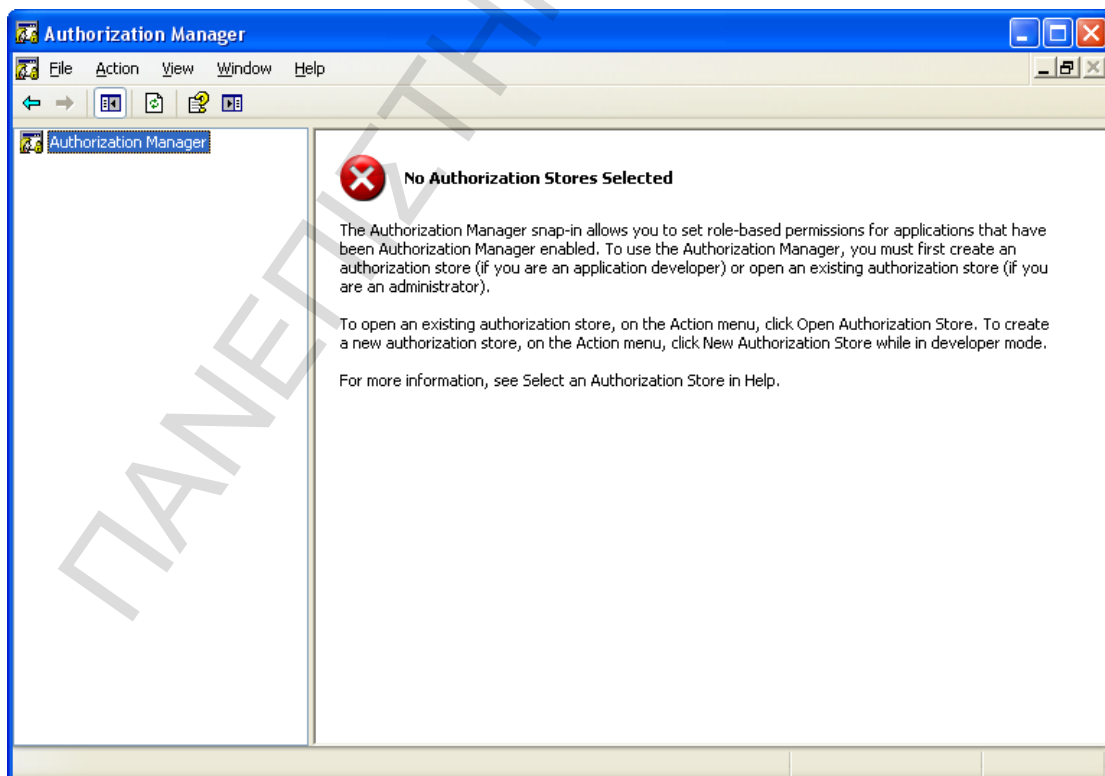 Authorization Manager
File Action View Window Help
Authorization Manager
No Authorization Stores Selected
The Authorization Manager snap-in allows you to set role-based permissions for applications that have
been Authorization Manager enabled. To use the Authorization Manager, you must first create an
authorization store (if you are an application developer) or open an existing authorization store (if you
are an administrator).
To open an existing authorization store, on the Action menu, click Open Authorization Store. To create
a new authorization store, on the Action menu, click New Authorization Store while in developer mode.
For more information, see Select an Authorization Store in Help.